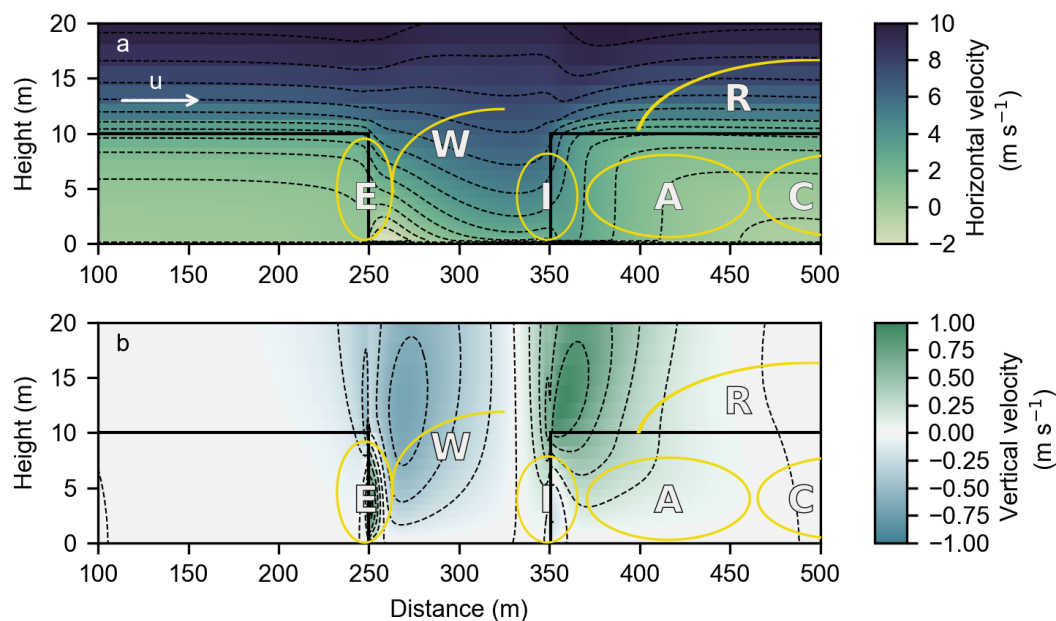 a
u
W
R
E
I
A
C
20
15
10
5
0
Height (m)
100 150 200 250 300 350 400 450 500
10
8
6
4
2
0
−2
Horizontal velocity
(m s⁻¹)
b
R
W
E
I
A
C
20
15
10
5
0
Height (m)
100 150 200 250 300 350 400 450 500
Distance (m)
1.00
0.75
0.50
0.25
0.00
−0.25
−0.50
−0.75
−1.00
Vertical velocity
(m s⁻¹)